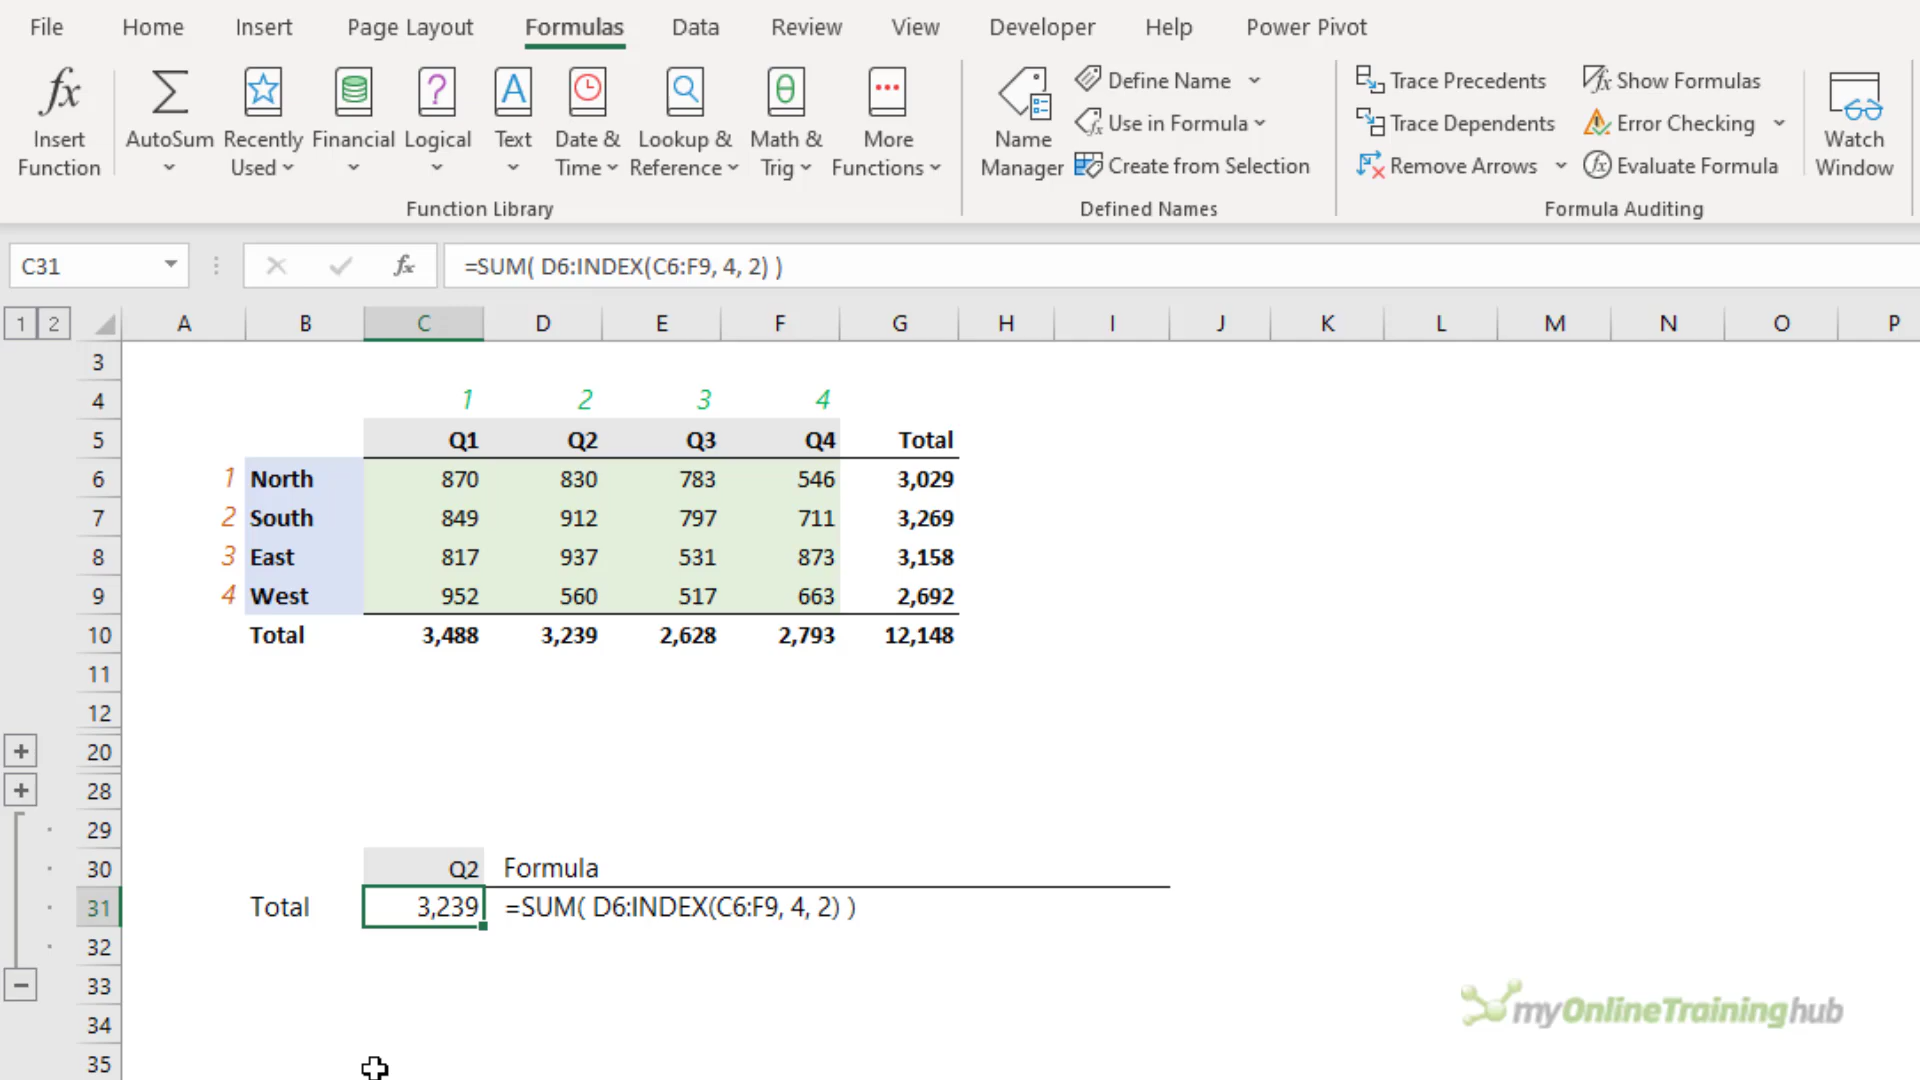 File Home Insert Page Layout Formulas Data Review View Developer Help Power Pivot
fx Insert Function
AutoSum
Recently Used
Financial
Logical
Text
Date & Time
Lookup & Reference
Math & Trig
More Functions
Function Library
Name Manager
Define Name
Use in Formula
Create from Selection
Defined Names
Trace Precedents
Trace Dependents
Remove Arrows
Show Formulas
Error Checking
Evaluate Formula
Formula Auditing
Watch Window
C31 fx =SUM( D6:INDEX(C6:F9, 4, 2) )
1 2 A B C D E F G H I J K L M N O P
3
4 1 2 3 4
5 Q1 Q2 Q3 Q4 Total
6 1 North 870 830 783 546 3,029
7 2 South 849 912 797 711 3,269
8 3 East 817 937 531 873 3,158
9 4 West 952 560 517 663 2,692
10 Total 3,488 3,239 2,628 2,793 12,148
11
12
20
28
29
30 Q2 Formula
31 Total 3,239 =SUM( D6:INDEX(C6:F9, 4, 2) )
32
33
34
35
myOnlineTraininghub